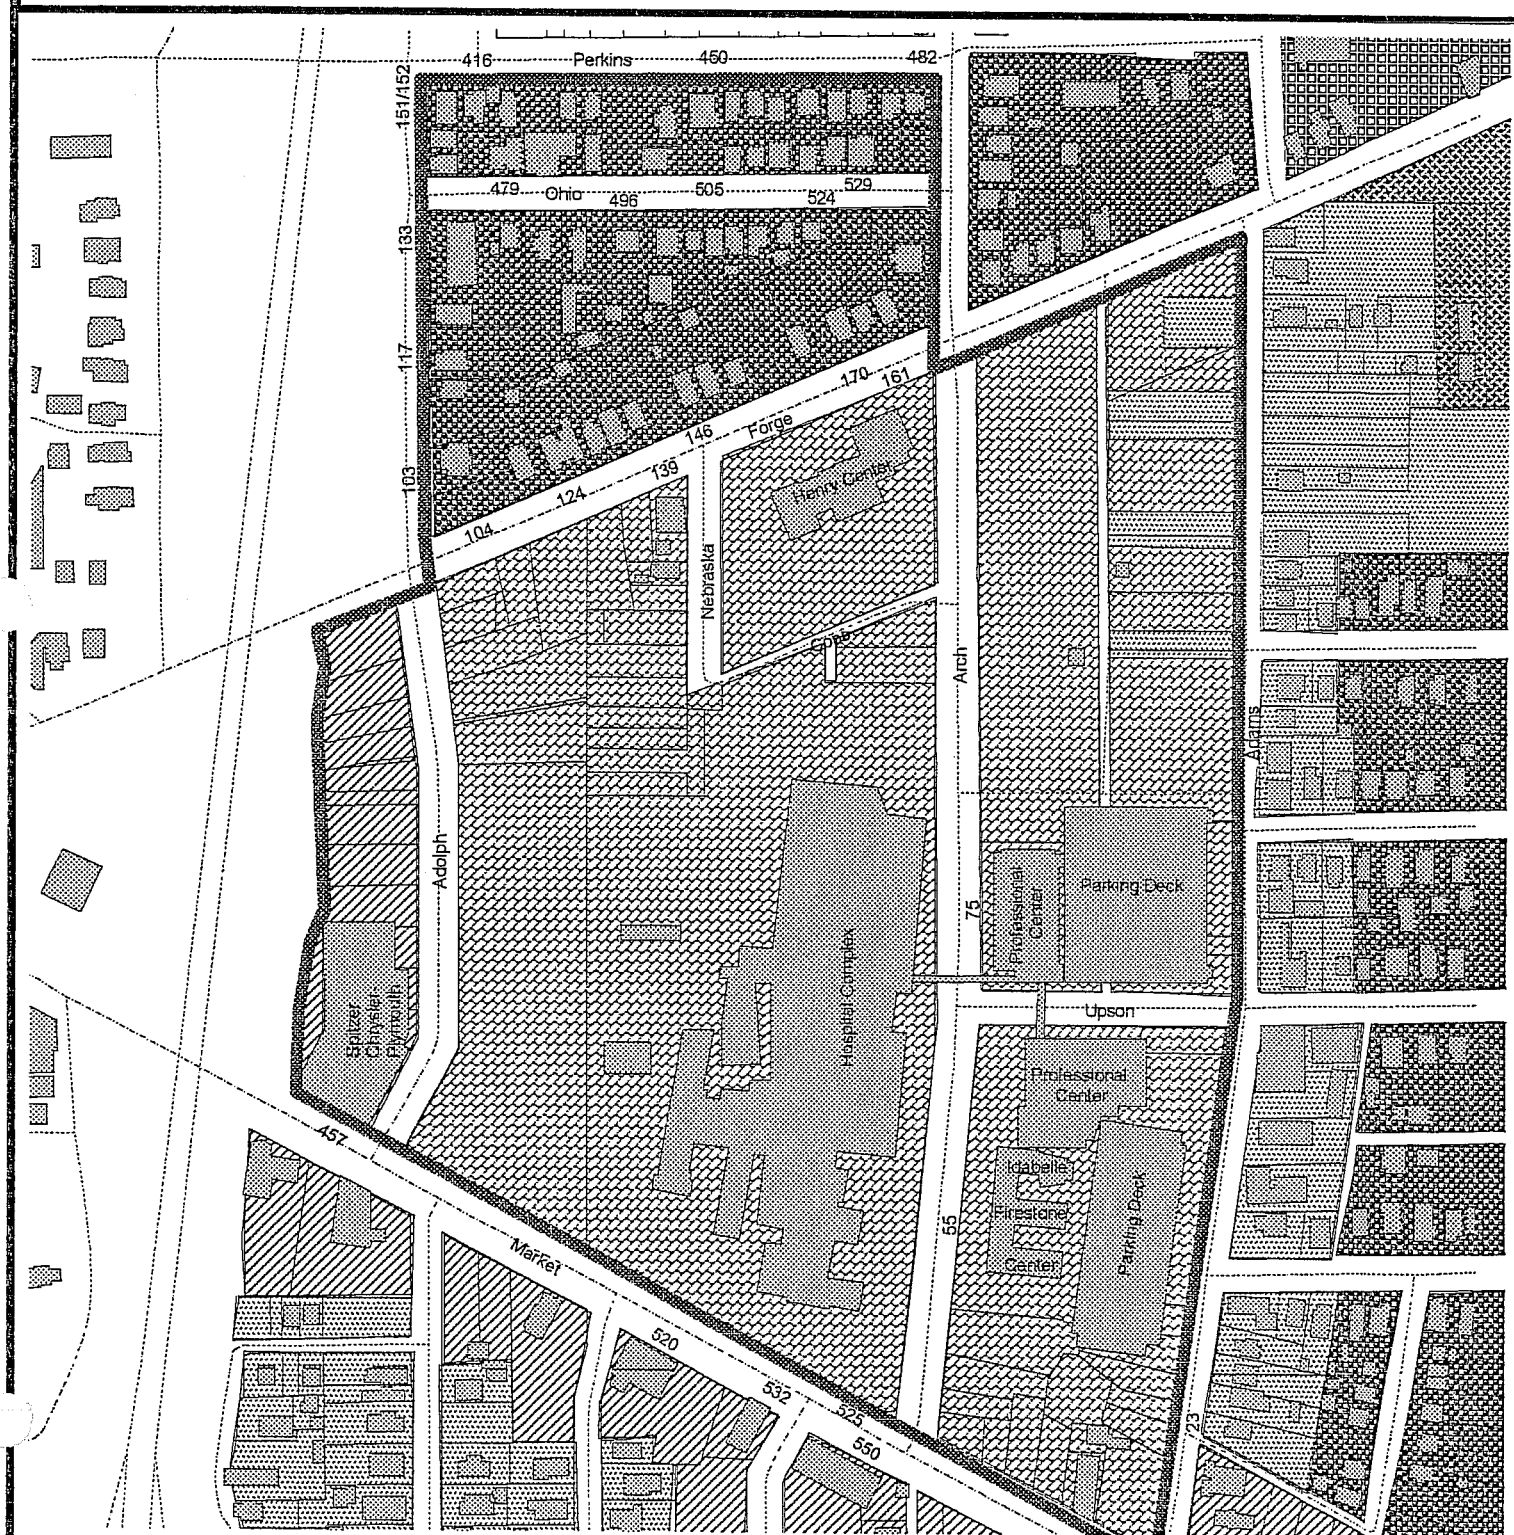 416 Perkins 450 482
151/152
479 Ohio 496 505 524 529
133
117
103
170 161
146 Forge
139
124
104
Henry Center
Nebraska
Cobb
Arch
Adams
Adolph
75
Professional
Center
Parking Deck
Hospital Complex
Upson
Spitzer
Chrysler-
Plymouth
Professional
Center
457
Idabelle
Firestone
Center
Parking Deck
55
Market
520
532
525
550
23